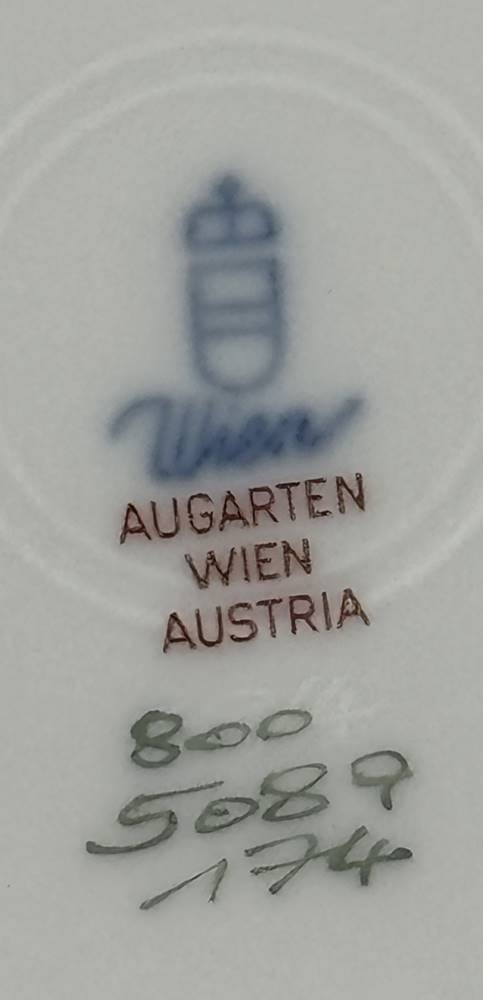 Wien
AUGARTEN
WIEN
AUSTRIA
800
5089
174